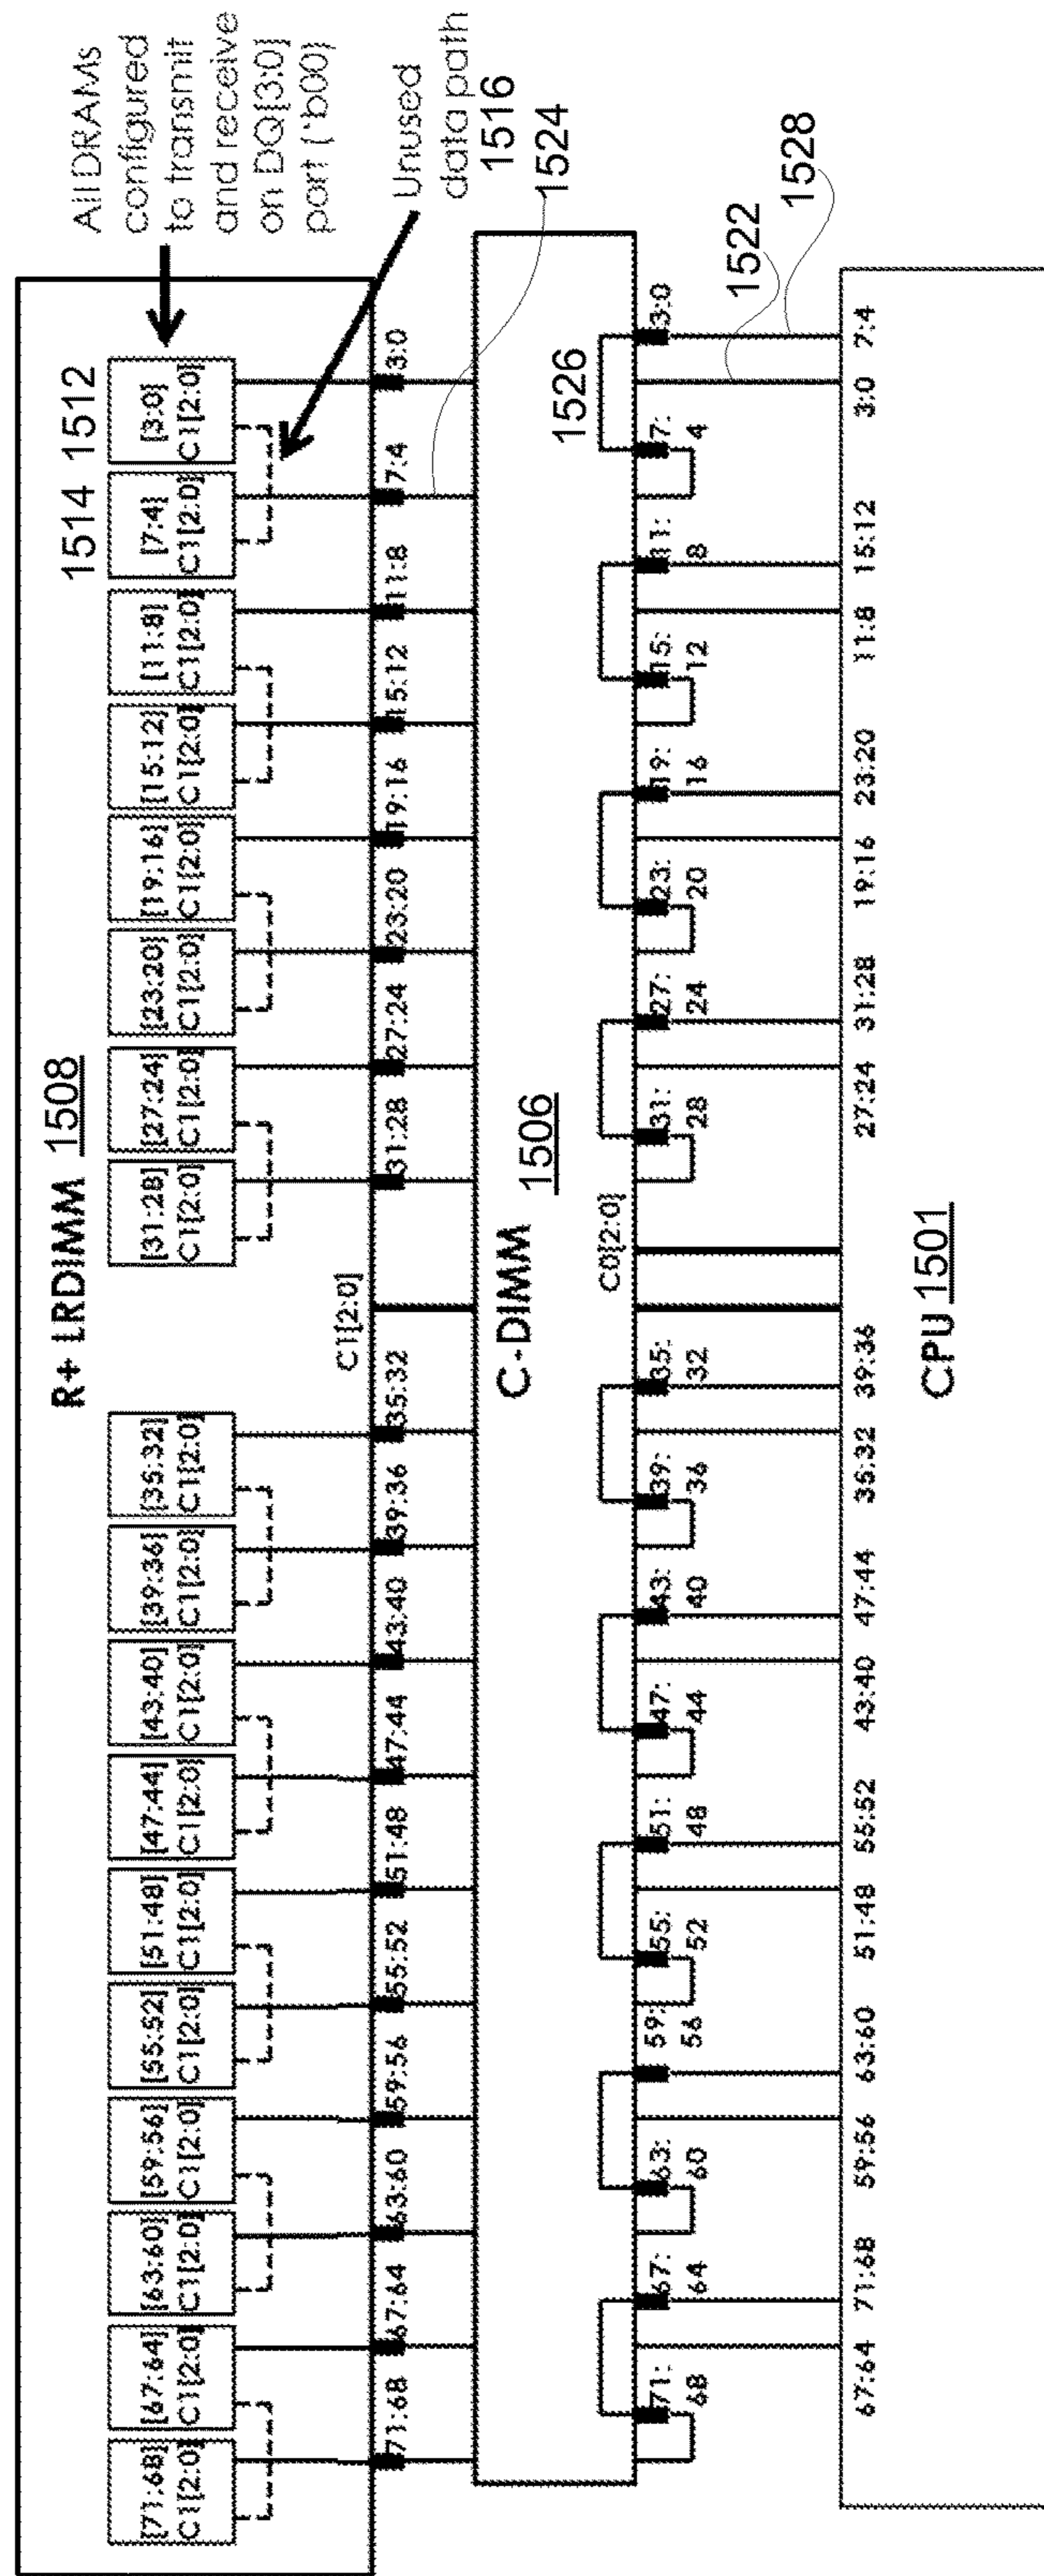 R+ LRDIMM 1508
1514 1512
[71:68] [67:64] [63:60] [59:56] [55:52] [51:48] [47:44] [43:40] [39:36] [35:32] [31:28] [27:24] [23:20] [19:16] [15:12] [11:8] [7:4] [3:0]
C1[2:0] C1[2:0] C1[2:0] C1[2:0] C1[2:0] C1[2:0] C1[2:0] C1[2:0] C1[2:0] C1[2:0] C1[2:0] C1[2:0] C1[2:0] C1[2:0] C1[2:0] C1[2:0] C1[2:0] C1[2:0]
All DRAMs
configured
to transmit
and receive
on DQ[3:0]
port ('b00)
Unused
data path
1516
1524
C1[2:0]
71:68 67:64 63:60 59:56 55:52 51:48 47:44 43:40 39:36 35:32 31:28 27:24 23:20 19:16 15:12 11:8 7:4 3:0
C-DIMM 1506
1526
C0[2:0]
71: 67: 63: 59: 55: 51: 47: 43: 39: 35: 31: 27: 23: 19: 15: 11: 7: 3:0
68 64 60 56 52 48 44 40 36 32 28 24 20 16 12 8 4
1522
1528
67:64 71:68 59:56 63:60 51:48 55:52 43:40 47:44 35:32 39:36 27:24 31:28 19:16 23:20 11:8 15:12 3:0 7:4
CPU 1501